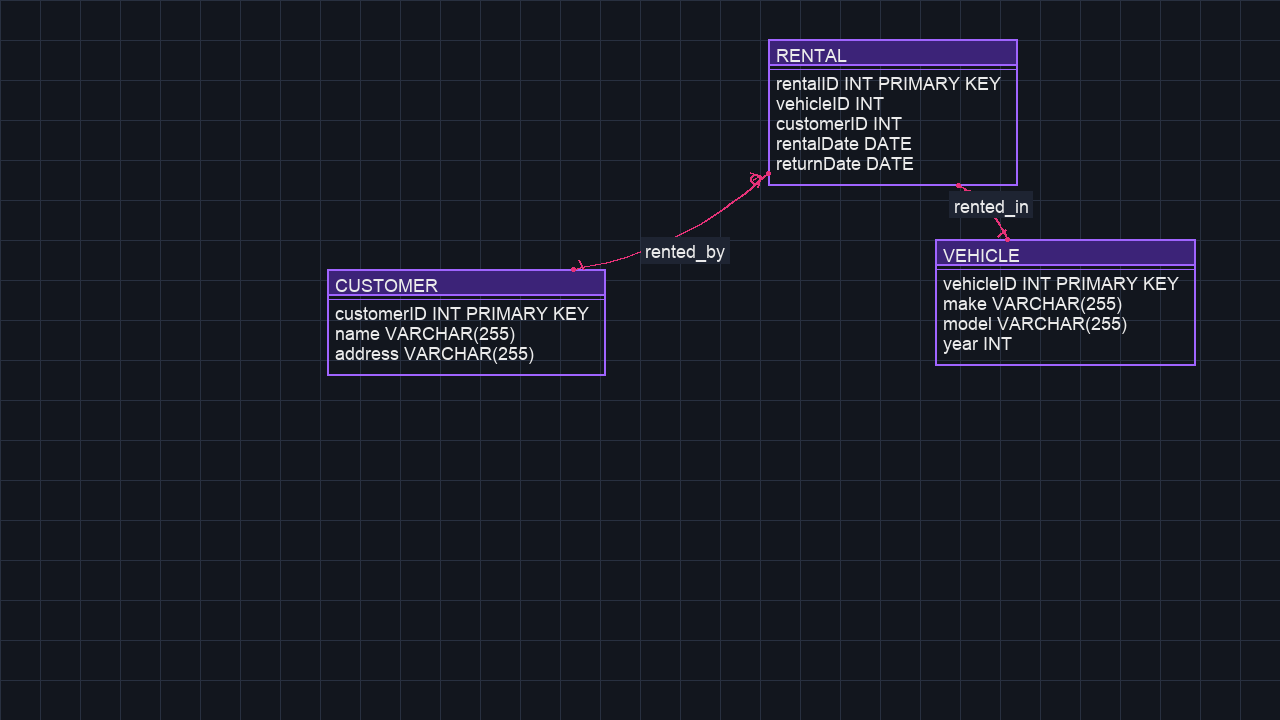 RENTAL
rentalID INT PRIMARY KEY
vehicleID INT
customerID INT
rentalDate DATE
returnDate DATE
rented_in
rented_by
VEHICLE
vehicleID INT PRIMARY KEY
make VARCHAR(255)
model VARCHAR(255)
year INT
CUSTOMER
customerID INT PRIMARY KEY
name VARCHAR(255)
address VARCHAR(255)